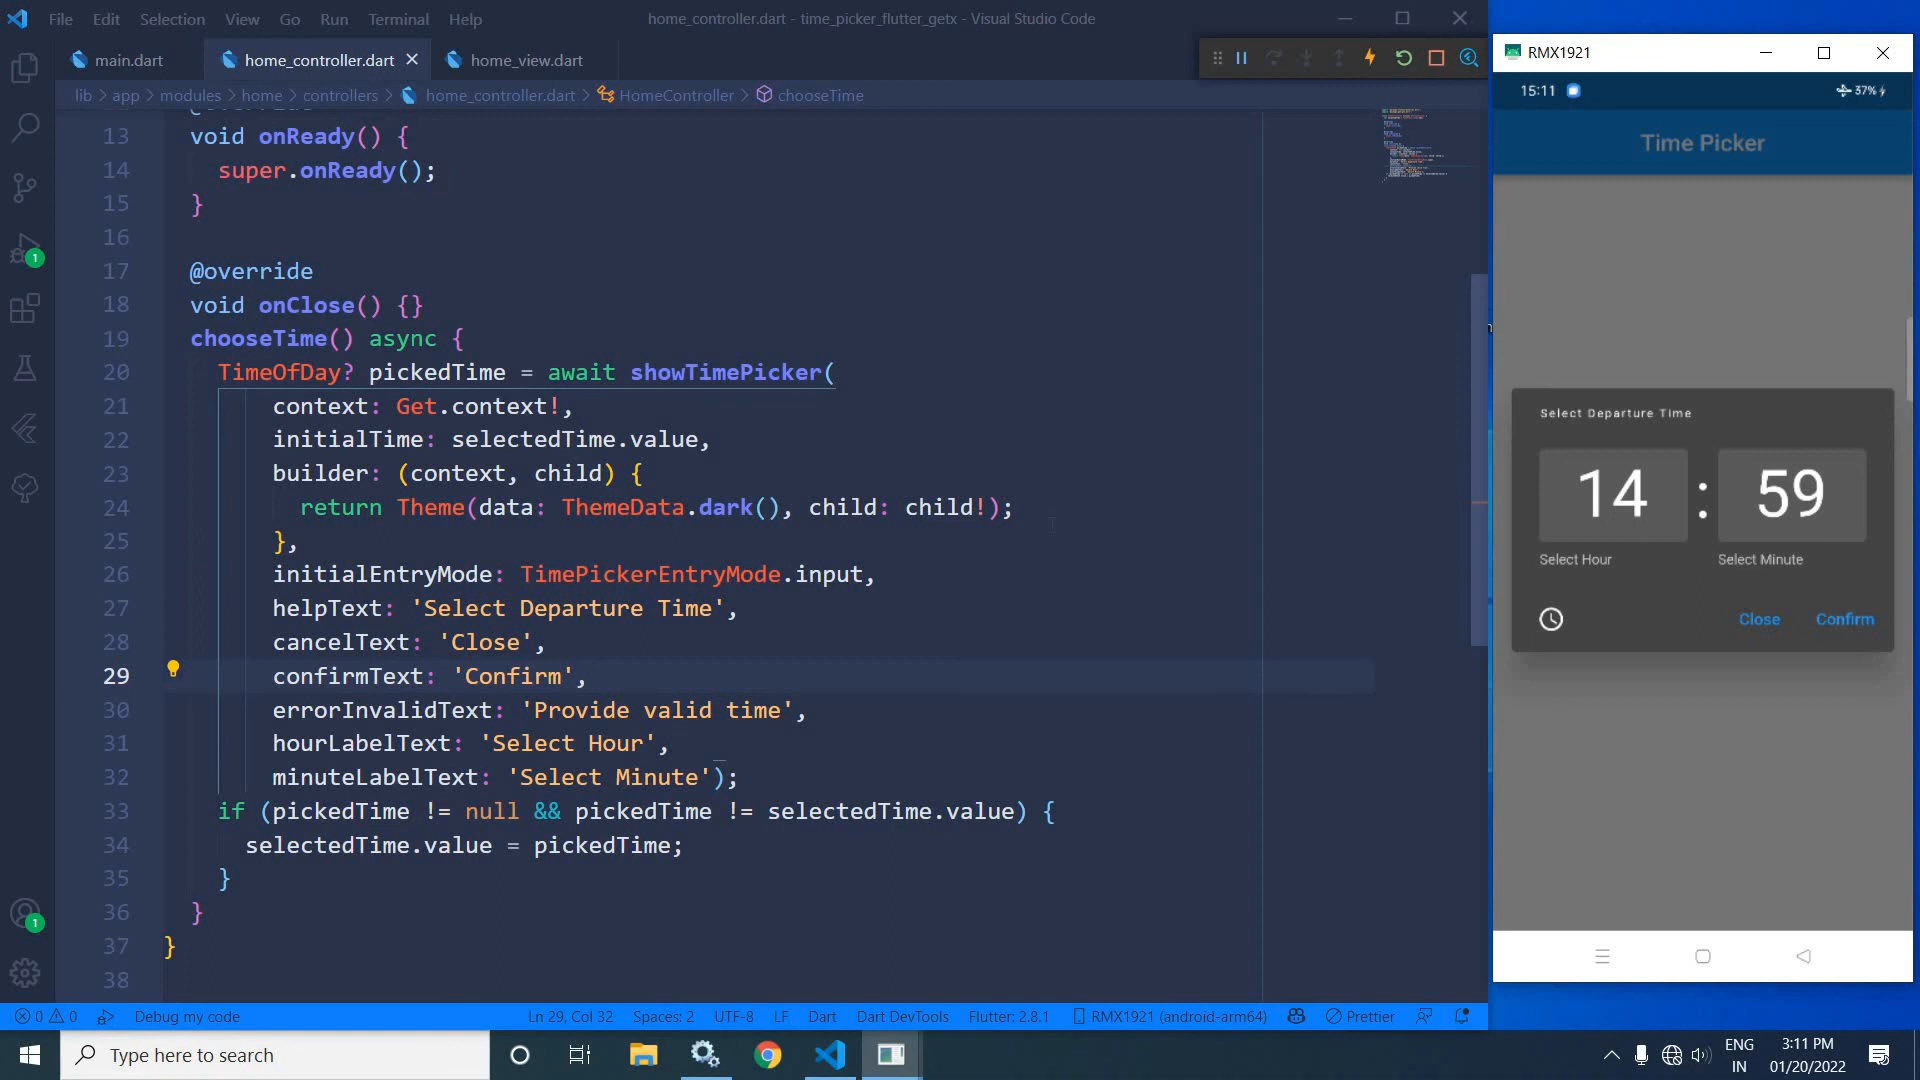 File Edit Selection View Go Run Terminal Help
home_controller.dart - time_picker_flutter_getx - Visual Studio Code
main.dart
home_controller.dart
home_view.dart
lib > app > modules > home > controllers > home_controller.dart > HomeController > chooseTime
13 void onReady() {
14 super.onReady();
15 }
16
17 @override
18 void onClose() {}
19 chooseTime() async {
20 TimeOfDay? pickedTime = await showTimePicker(
21 context: Get.context!,
22 initialTime: selectedTime.value,
23 builder: (context, child) {
24 return Theme(data: ThemeData.dark(), child: child!);
25 },
26 initialEntryMode: TimePickerEntryMode.input,
27 helpText: 'Select Departure Time',
28 cancelText: 'Close',
29 confirmText: 'Confirm',
30 errorInvalidText: 'Provide valid time',
31 hourLabelText: 'Select Hour',
32 minuteLabelText: 'Select Minute');
33 if (pickedTime != null && pickedTime != selectedTime.value) {
34 selectedTime.value = pickedTime;
35 }
36 }
37 }
38
1
1
0 0 Debug my code
Ln 29, Col 32 Spaces: 2 UTF-8 LF Dart Dart DevTools Flutter: 2.8.1 RMX1921 (android-arm64) Prettier
RMX1921
15:11
37%
Time Picker
Select Departure Time
14 : 59
Select Hour Select Minute
Close Confirm
Type here to search
ENG
IN
3:11 PM
01/20/2022